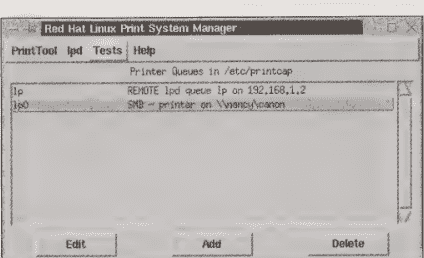 Red Hat Linux Print System Manager
PrintTool lpd Tests Help
Printer Queues in /etc/printcap
lp REMOTE lpd queue lp on 192.168.1.2
lp0 SMB ~ printer on \\nancy\canon
Edit Add Delete